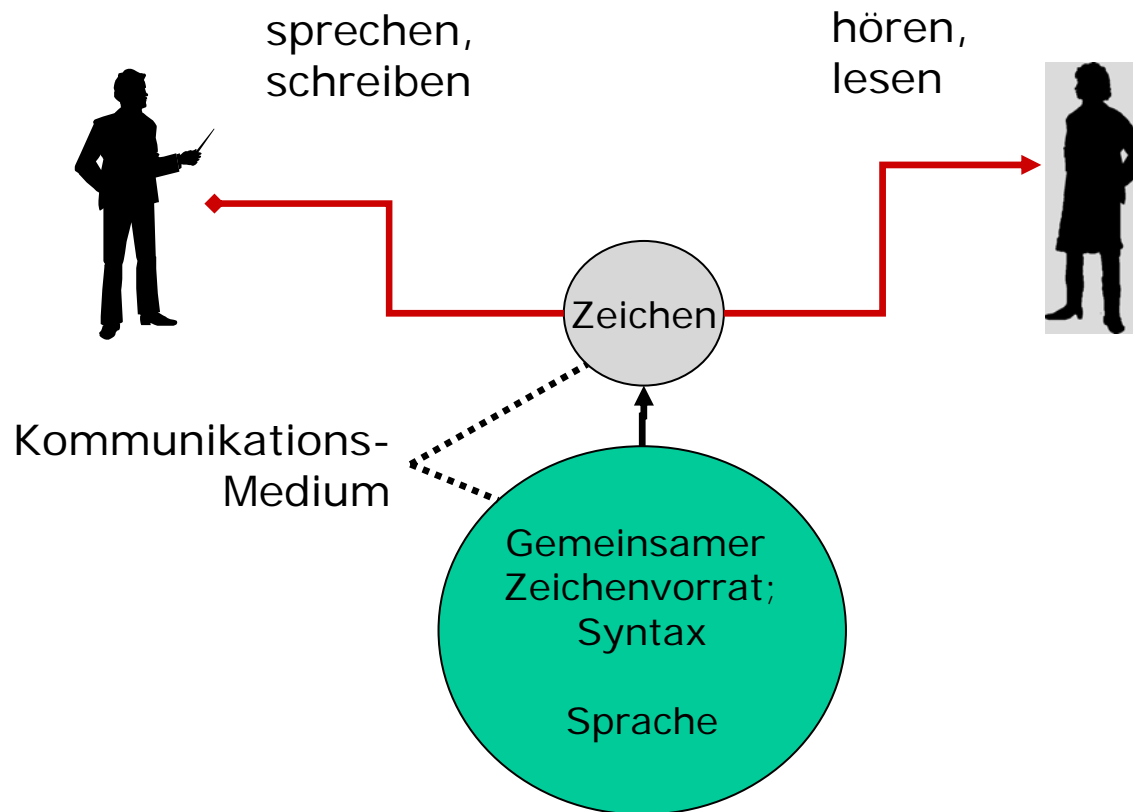 sprechen,
schreiben
hören,
lesen
Zeichen
Kommunikations-
Medium
Gemeinsamer
Zeichenvorrat;
Syntax
Sprache